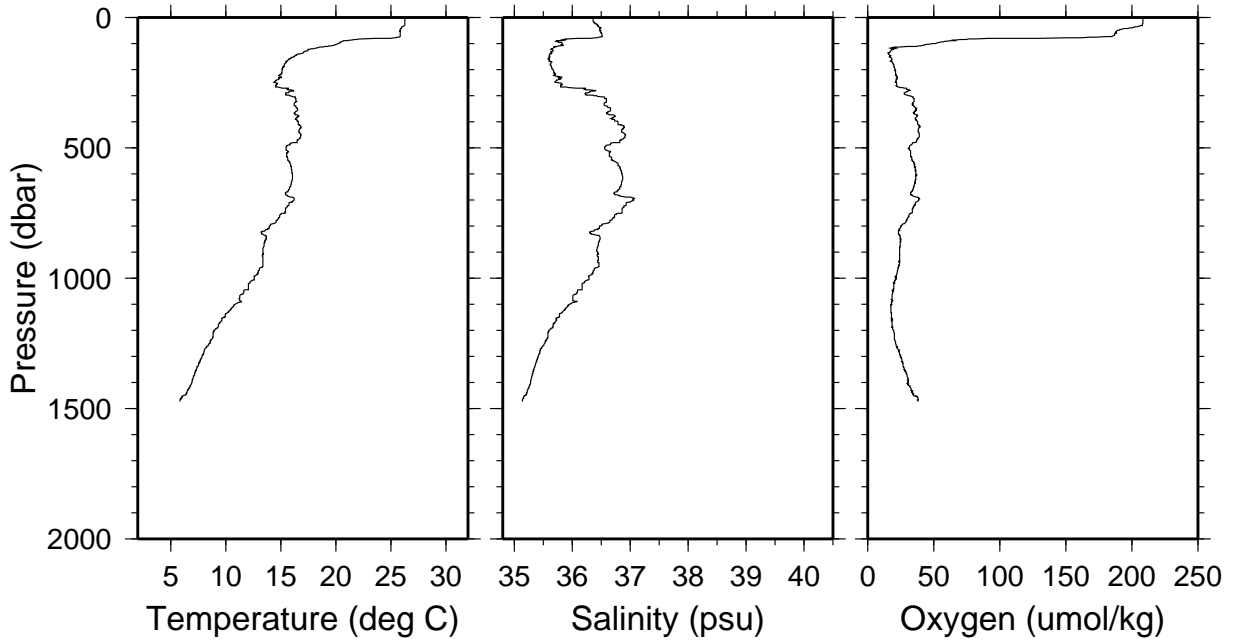 0
500
1000
1500
2000
Pressure (dbar)
5 10 15 20 25 30
Temperature (deg C)
35 36 37 38 39 40
Salinity (psu)
0 50 100 150 200 250
Oxygen (umol/kg)